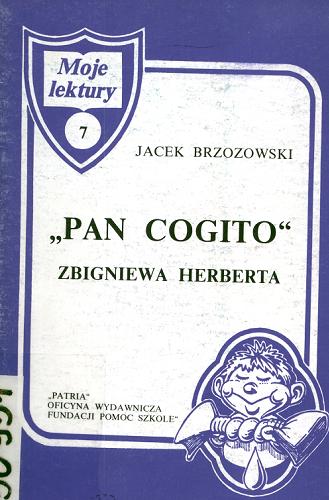 Moje
lektury
7
JACEK BRZOZOWSKI
„PAN COGITO“
ZBIGNIEWA HERBERTA
„PATRIA“
OFICYNA WYDAWNICZA
FUNDACJI POMOC SZKOLE“